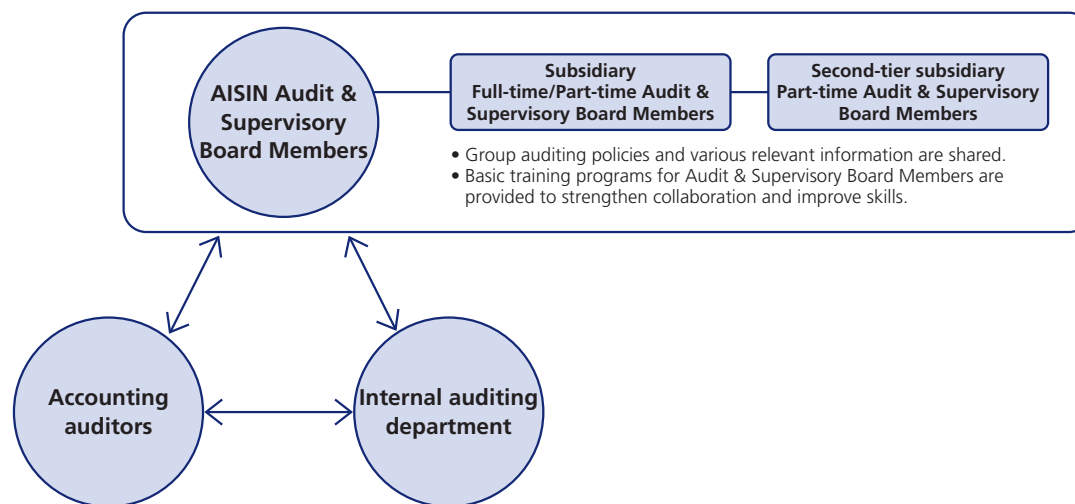 AISIN Audit &
Supervisory
Board Members
Subsidiary
Full-time/Part-time Audit &
Supervisory Board Members
Second-tier subsidiary
Part-time Audit & Supervisory
Board Members
• Group auditing policies and various relevant information are shared.
• Basic training programs for Audit & Supervisory Board Members are
provided to strengthen collaboration and improve skills.
Accounting
auditors
Internal auditing
department